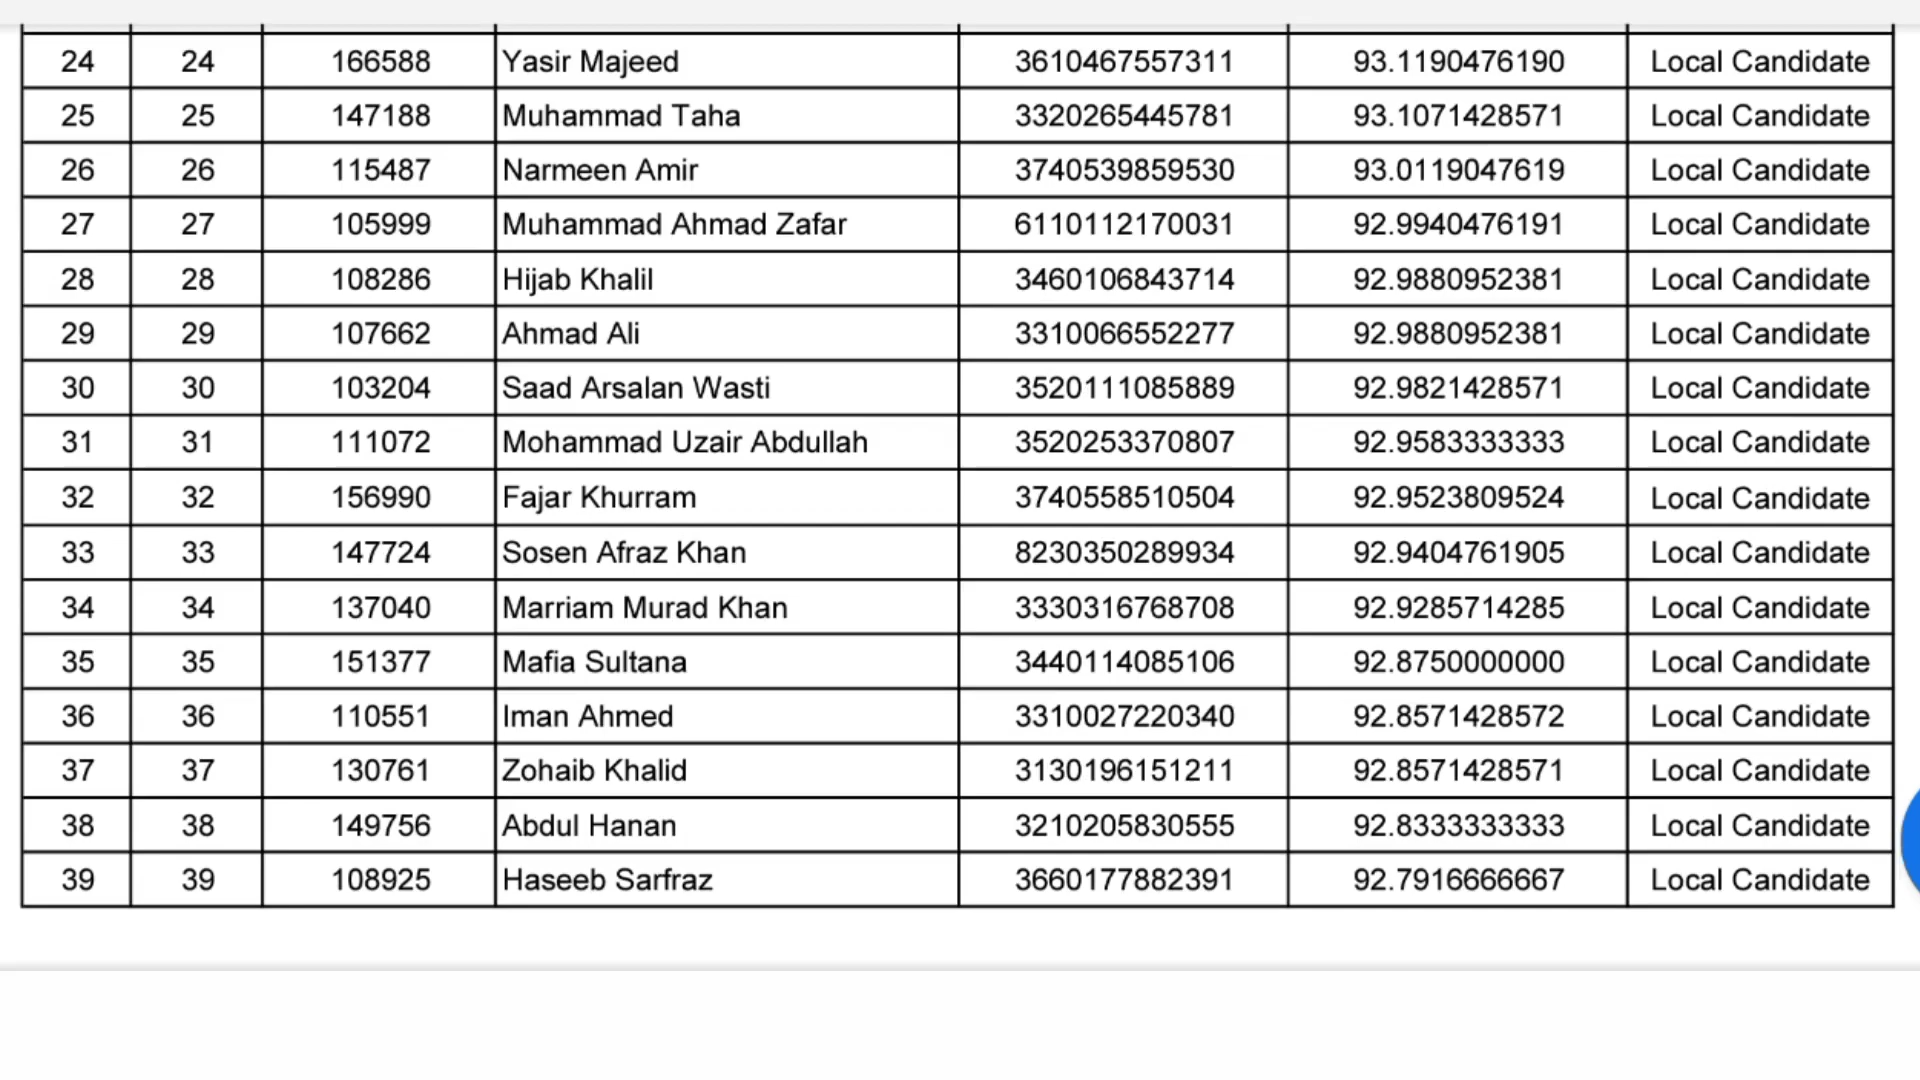 24 24 166588 Yasir Majeed 3610467557311 93.1190476190 Local Candidate
25 25 147188 Muhammad Taha 3320265445781 93.1071428571 Local Candidate
26 26 115487 Narmeen Amir 3740539859530 93.0119047619 Local Candidate
27 27 105999 Muhammad Ahmad Zafar 6110112170031 92.9940476191 Local Candidate
28 28 108286 Hijab Khalil 3460106843714 92.9880952381 Local Candidate
29 29 107662 Ahmad Ali 3310066552277 92.9880952381 Local Candidate
30 30 103204 Saad Arsalan Wasti 3520111085889 92.9821428571 Local Candidate
31 31 111072 Mohammad Uzair Abdullah 3520253370807 92.9583333333 Local Candidate
32 32 156990 Fajar Khurram 3740558510504 92.9523809524 Local Candidate
33 33 147724 Sosen Afraz Khan 8230350289934 92.9404761905 Local Candidate
34 34 137040 Marriam Murad Khan 3330316768708 92.9285714285 Local Candidate
35 35 151377 Mafia Sultana 3440114085106 92.8750000000 Local Candidate
36 36 110551 Iman Ahmed 3310027220340 92.8571428572 Local Candidate
37 37 130761 Zohaib Khalid 3130196151211 92.8571428571 Local Candidate
38 38 149756 Abdul Hanan 3210205830555 92.8333333333 Local Candidate
39 39 108925 Haseeb Sarfraz 3660177882391 92.7916666667 Local Candidate